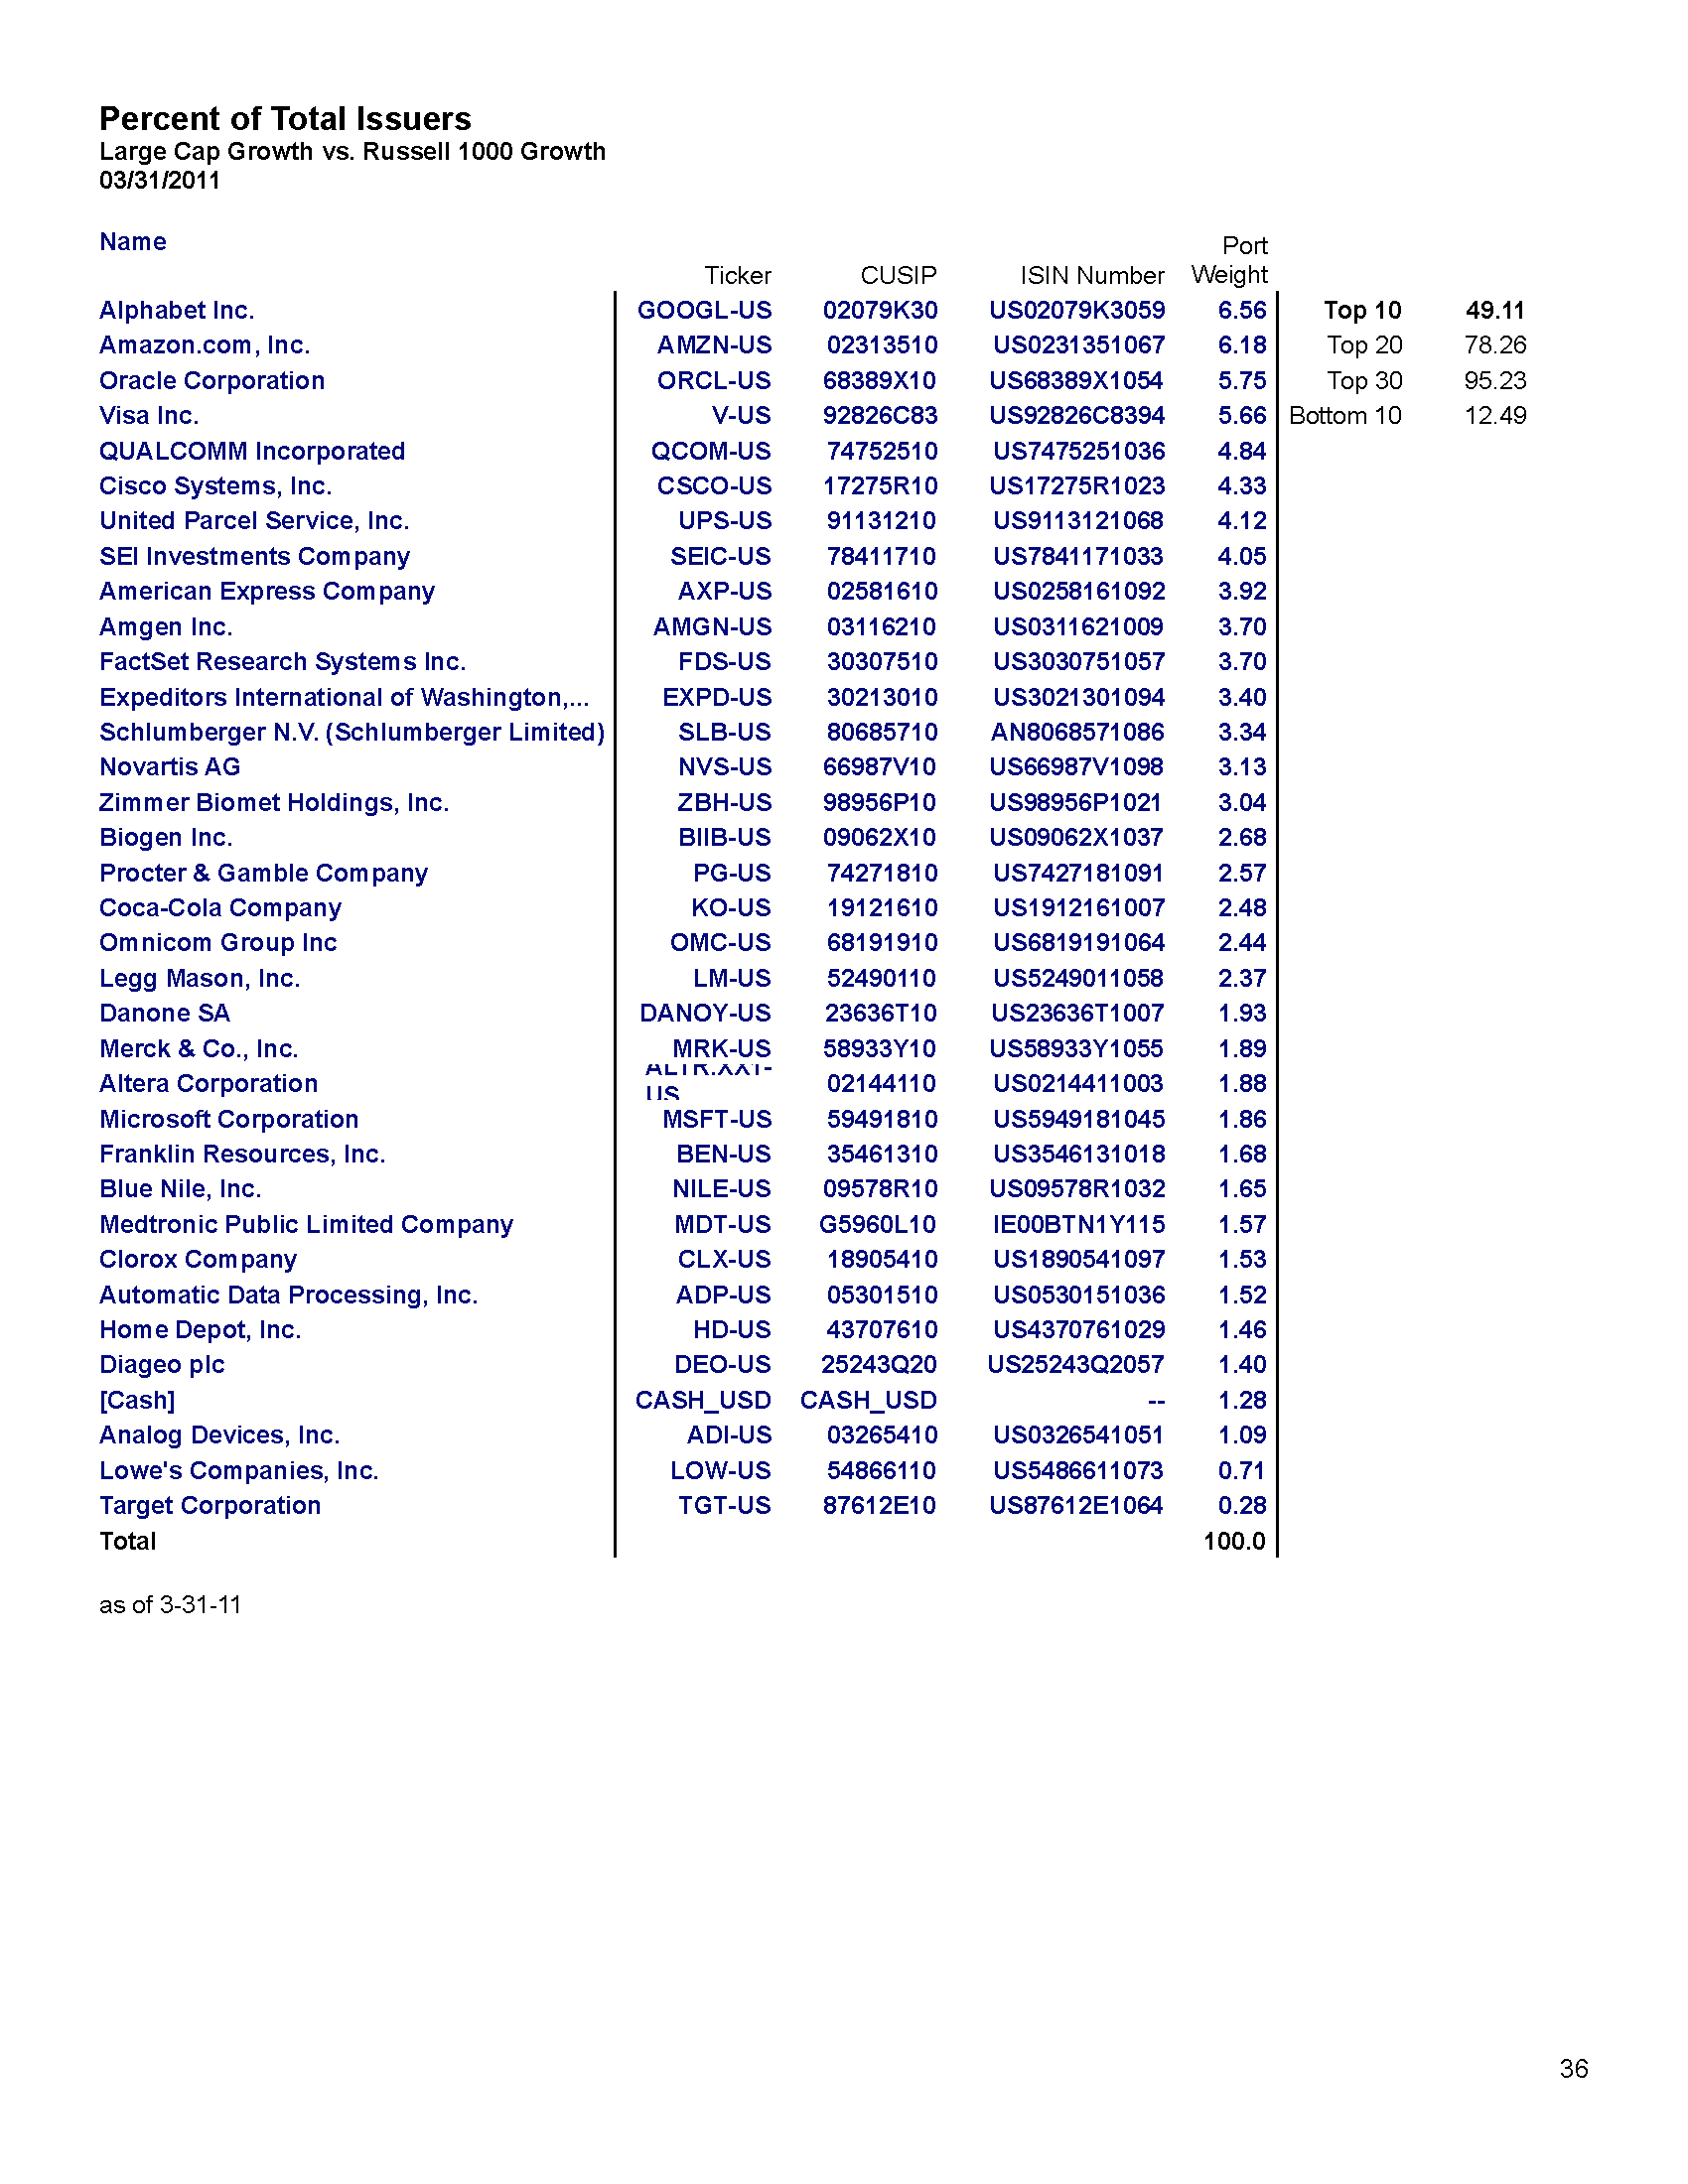 Percent of Total Issuers
Large Cap Growth vs. Russell 1000 Growth
03/31/2011
Name Ticker CUSIP ISIN Number Port Weight
Alphabet Inc. GOOGL-US 02079K30 US02079K3059 6.56 Top 10 49.11
Amazon.com, Inc. AMZN-US 02313510 US0231351067 6.18 Top 20 78.26
Oracle Corporation ORCL-US 68389X10 US68389X1054 5.75 Top 30 95.23
Visa Inc. V-US 92826C83 US92826C8394 5.66 Bottom 10 12.49
QUALCOMM Incorporated QCOM-US 74752510 US7475251036 4.84
Cisco Systems, Inc. CSCO-US 17275R10 US17275R1023 4.33
United Parcel Service, Inc. UPS-US 91131210 US9113121068 4.12
SEI Investments Company SEIC-US 78411710 US7841171033 4.05
American Express Company AXP-US 02581610 US0258161092 3.92
Amgen Inc. AMGN-US 03116210 US0311621009 3.70
FactSet Research Systems Inc. FDS-US 30307510 US3030751057 3.70
Expeditors International of Washington,... EXPD-US 30213010 US3021301094 3.40
Schlumberger N.V. (Schlumberger Limited) SLB-US 80685710 AN8068571086 3.34
Novartis AG NVS-US 66987V10 US66987V1098 3.13
Zimmer Biomet Holdings, Inc. ZBH-US 98956P10 US98956P1021 3.04
Biogen Inc. BIIB-US 09062X10 US09062X1037 2.68
Procter & Gamble Company PG-US 74271810 US7427181091 2.57
Coca-Cola Company KO-US 19121610 US1912161007 2.48
Omnicom Group Inc OMC-US 68191910 US6819191064 2.44
Legg Mason, Inc. LM-US 52490110 US5249011058 2.37
Danone SA DANOY-US 23636T10 US23636T1007 1.93
Merck & Co., Inc. MRK-US 58933Y10 US58933Y1055 1.89
Altera Corporation US 02144110 US0214411003 1.88
Microsoft Corporation MSFT-US 59491810 US5949181045 1.86
Franklin Resources, Inc. BEN-US 35461310 US3546131018 1.68
Blue Nile, Inc. NILE-US 09578R10 US09578R1032 1.65
Medtronic Public Limited Company MDT-US G5960L10 IE00BTN1Y115 1.57
Clorox Company CLX-US 18905410 US1890541097 1.53
Automatic Data Processing, Inc. ADP-US 05301510 US0530151036 1.52
Home Depot, Inc. HD-US 43707610 US4370761029 1.46
Diageo plc DEO-US 25243Q20 US25243Q2057 1.40
[Cash] CASH_USD CASH_USD -- 1.28
Analog Devices, Inc. ADI-US 03265410 US0326541051 1.09
Lowe's Companies, Inc. LOW-US 54866110 US5486611073 0.71
Target Corporation TGT-US 87612E10 US87612E1064 0.28
Total 100.0
as of 3-31-11
36